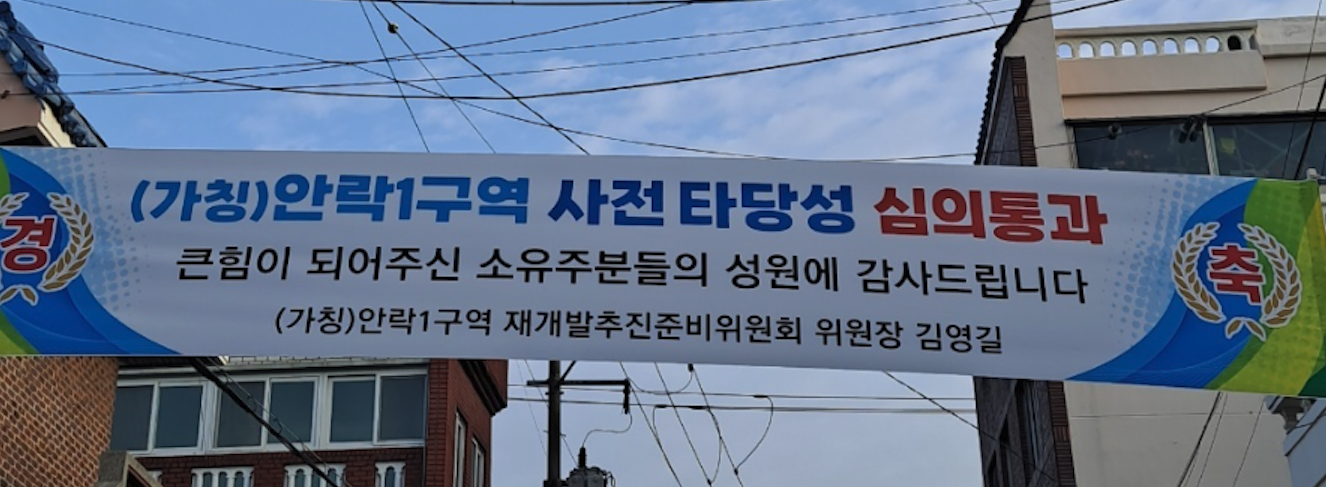 경
(가칭)안락1구역 사전 타당성 심의통과
큰힘이 되어주신 소유주분들의 성원에 감사드립니다
(가칭)안락1구역 재개발추진준비위원회 위원장 김영길
축